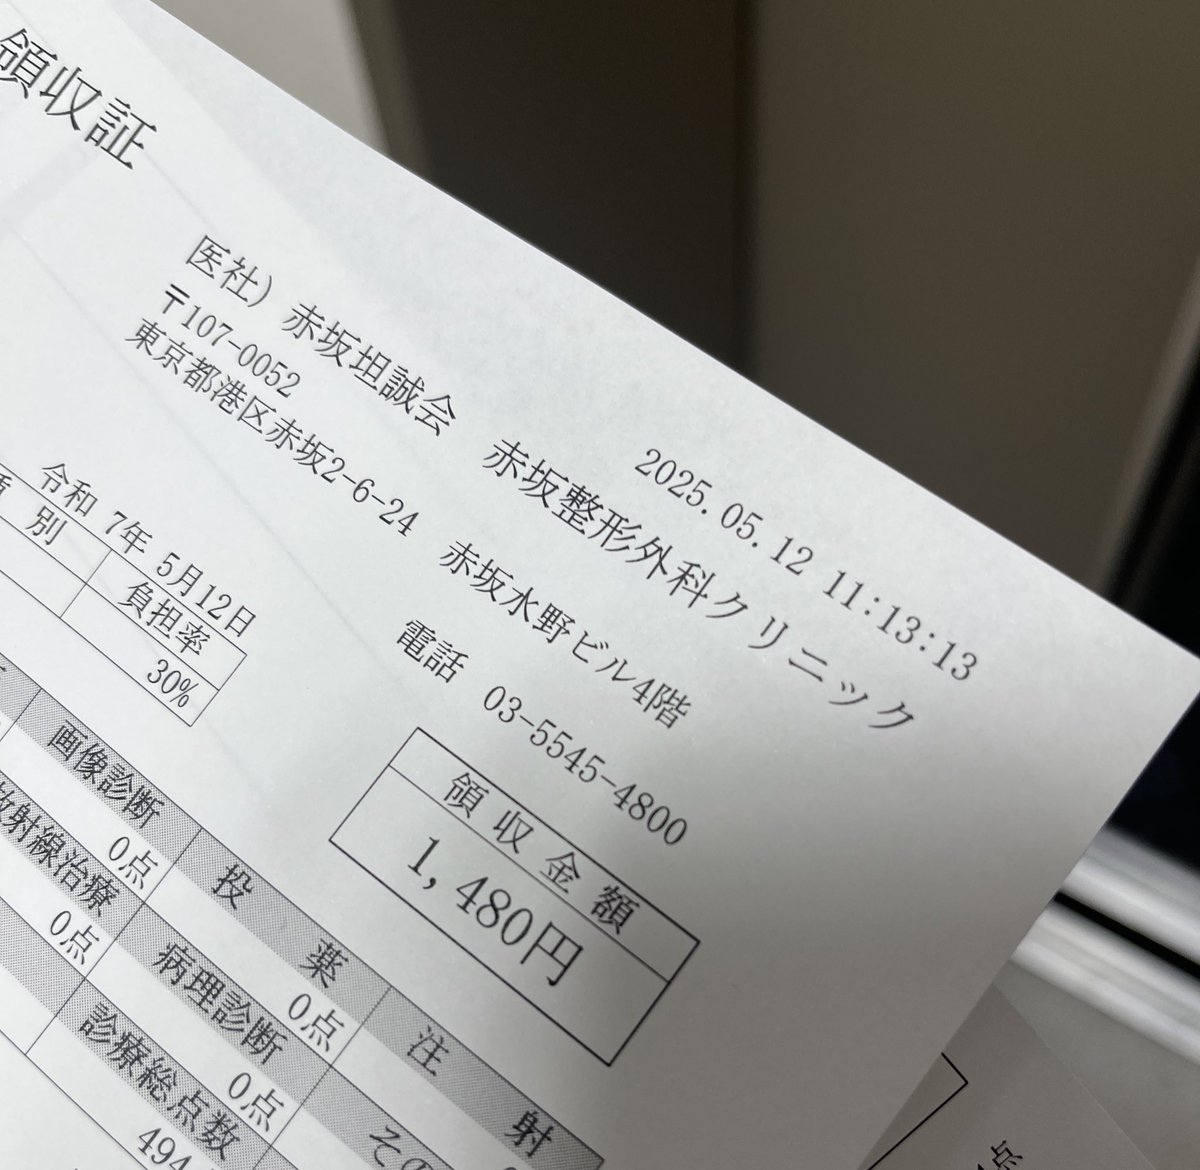 領収証
2025.05.12 11:13:13
医社）赤坂坦誠会 赤坂整形外科クリニック
〒107-0052
東京都港区赤坂2-6-24 赤坂水野ビル4階
電話 03-5545-4800
令和 7年 5月12日
別 負担率
30%
領収金額
1,480円
画像診断 投薬 注射
0点 0点
射線治療 病理診断 その
0点 0点
診療総点数
494
点